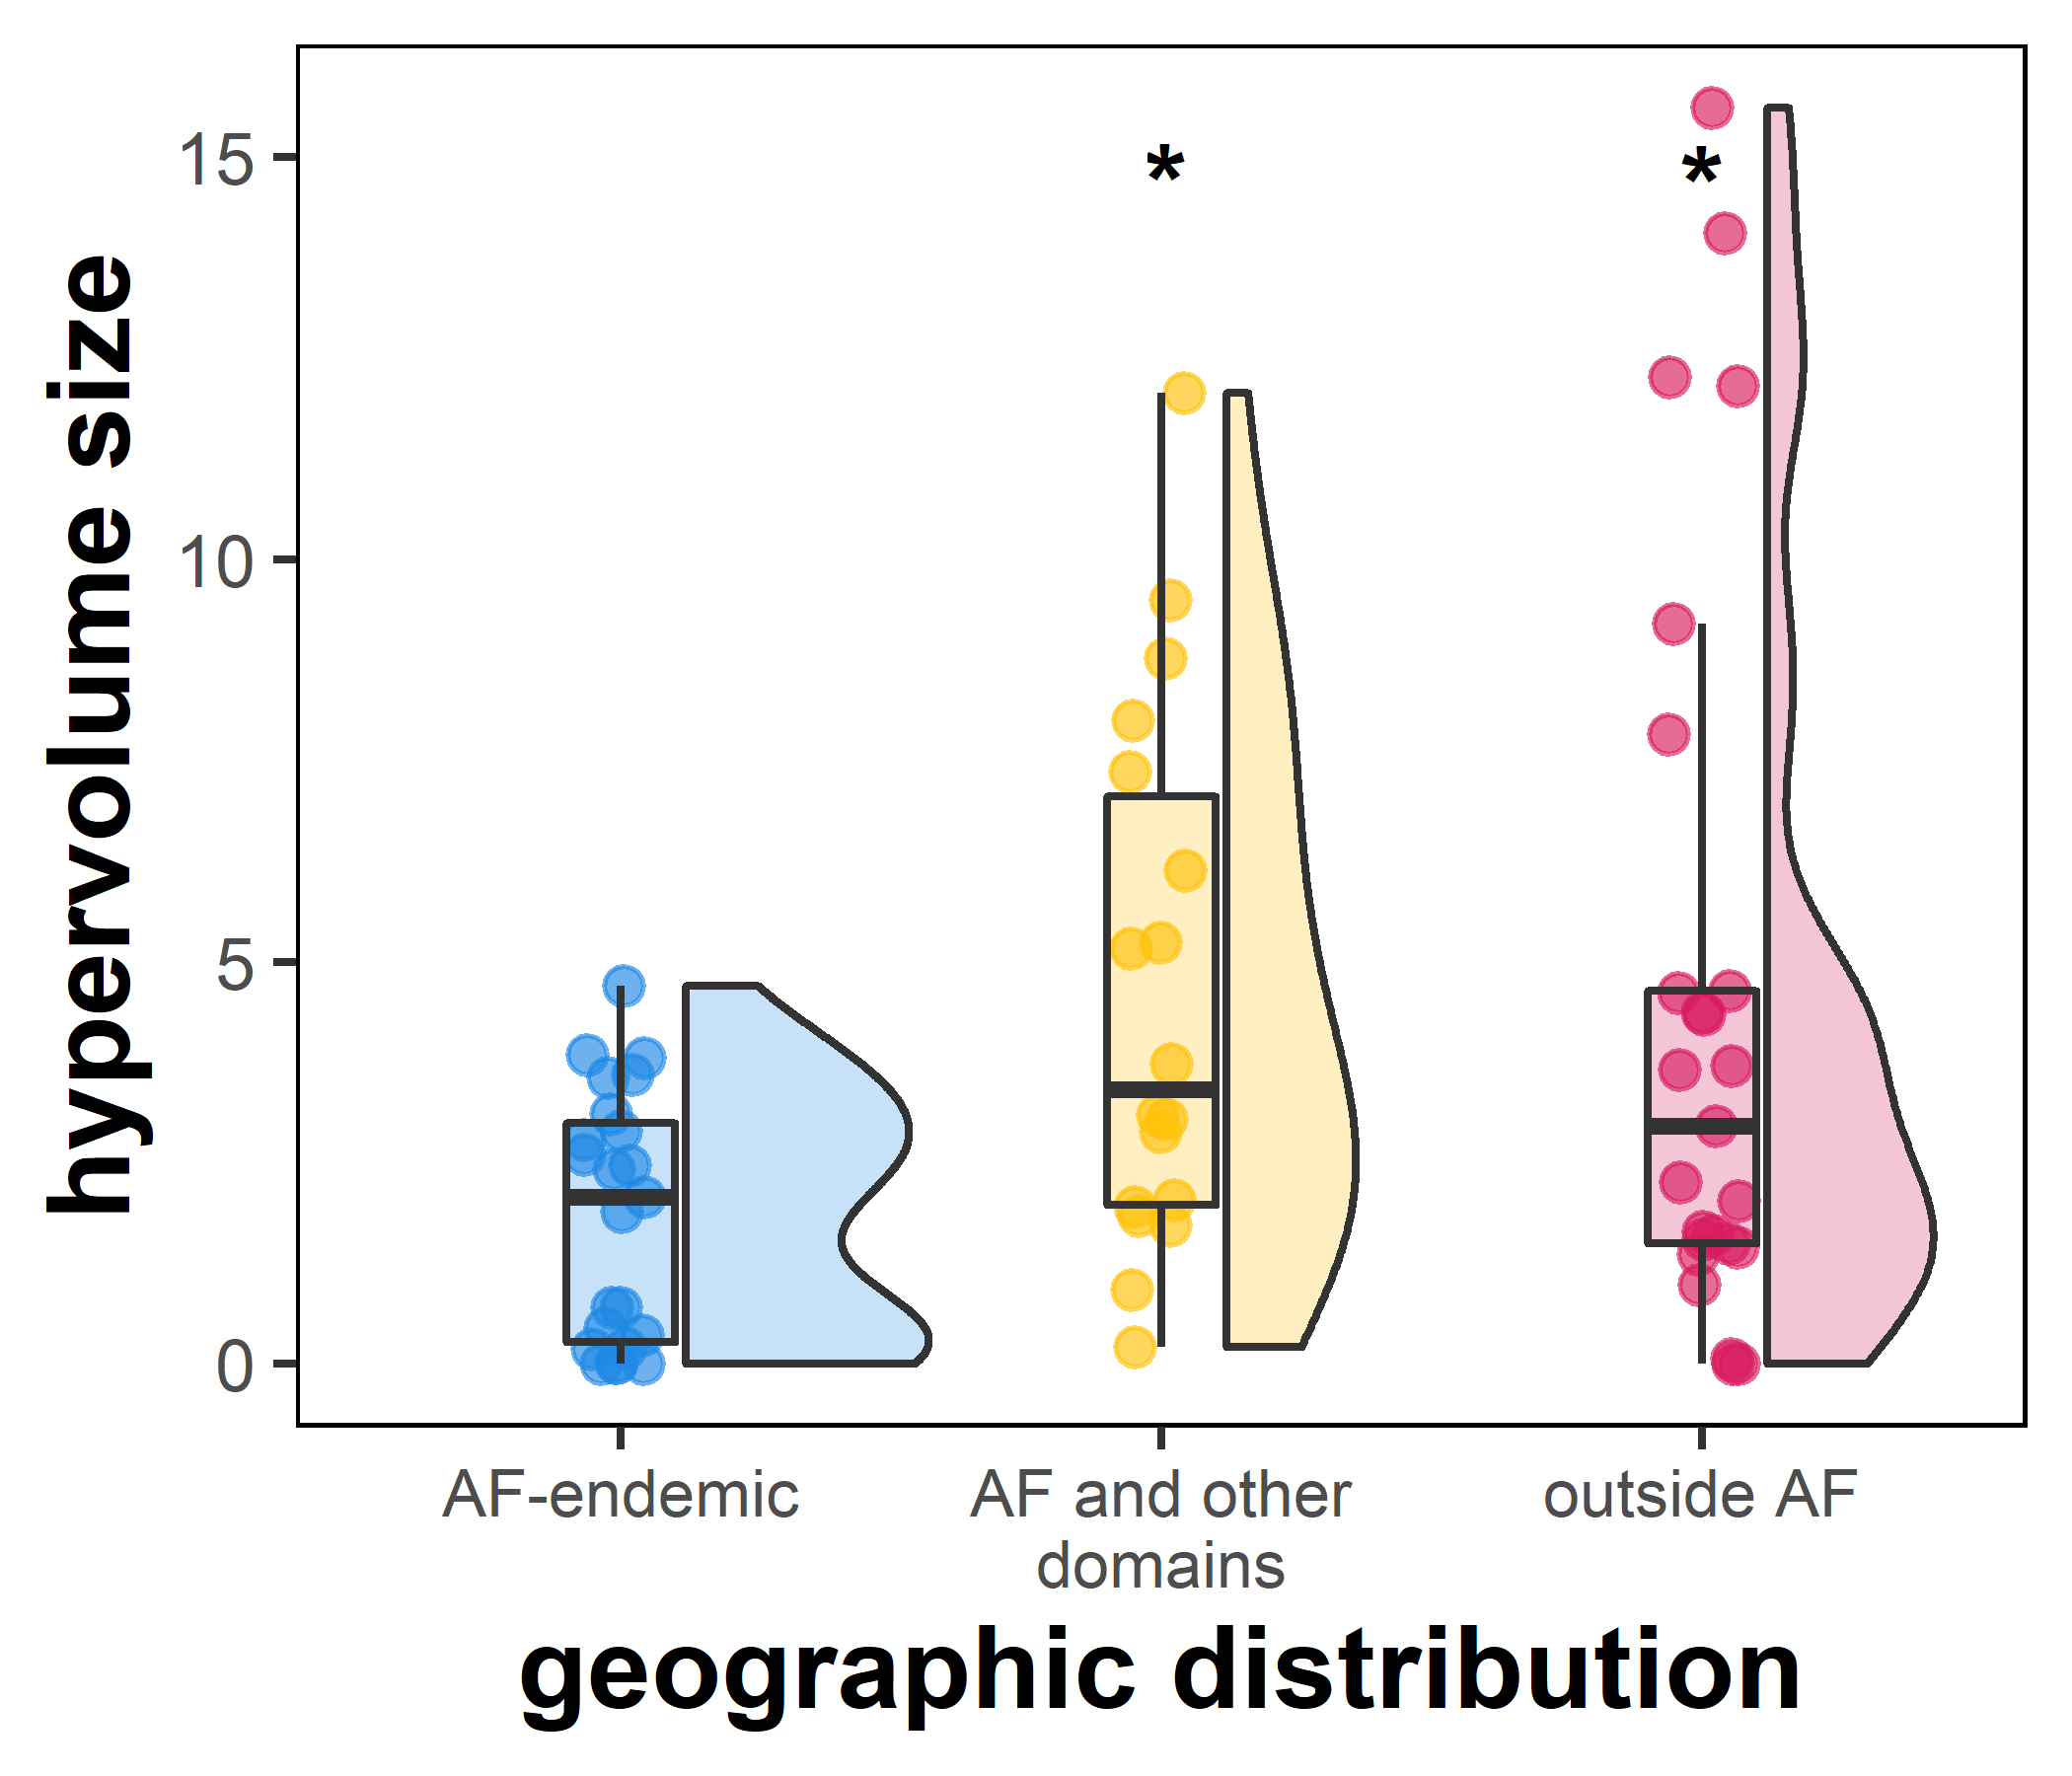 hypervolume size
15
10
5
0
*
*
AF-endemic
AF and other
domains
outside AF
geographic distribution